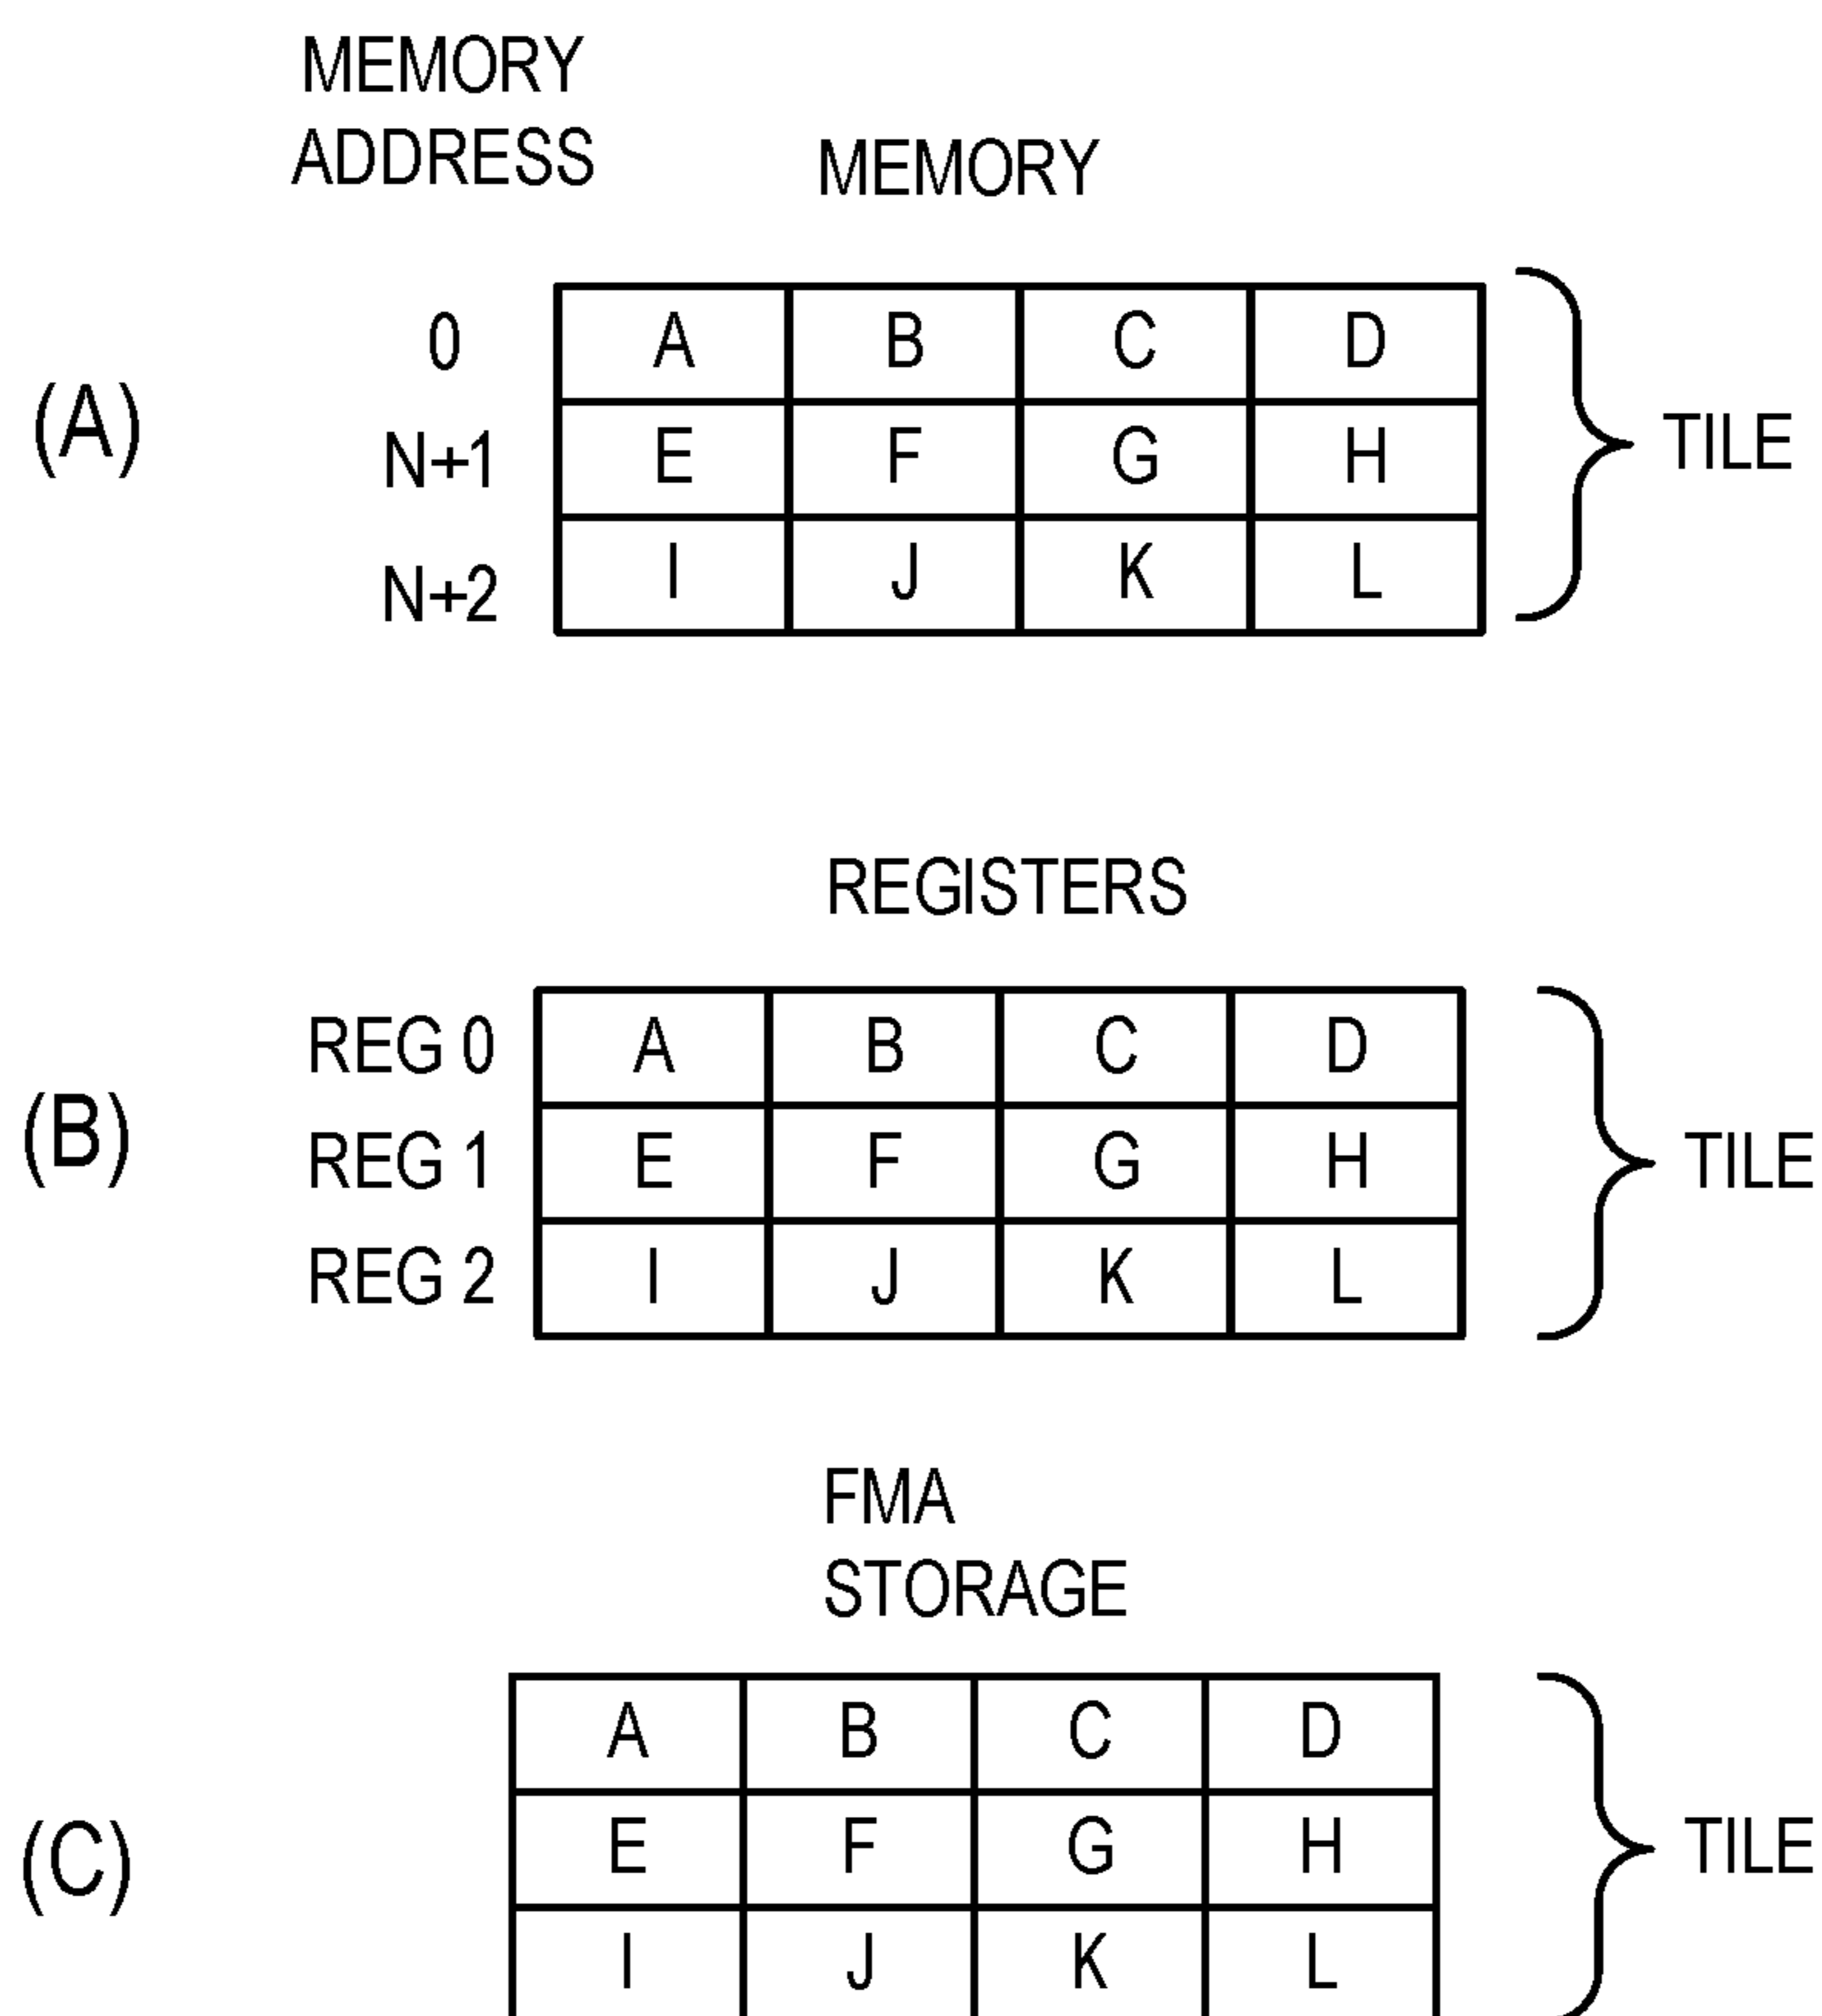 MEMORY
ADDRESS
MEMORY
(A)
0 A B C D
N+1 E F G H
TILE
N+2 I J K L
REGISTERS
(B)
REG 0 A B C D
REG 1 E F G H
TILE
REG 2 I J K L
FMA
STORAGE
(C)
A B C D
E F G H
TILE
I J K L